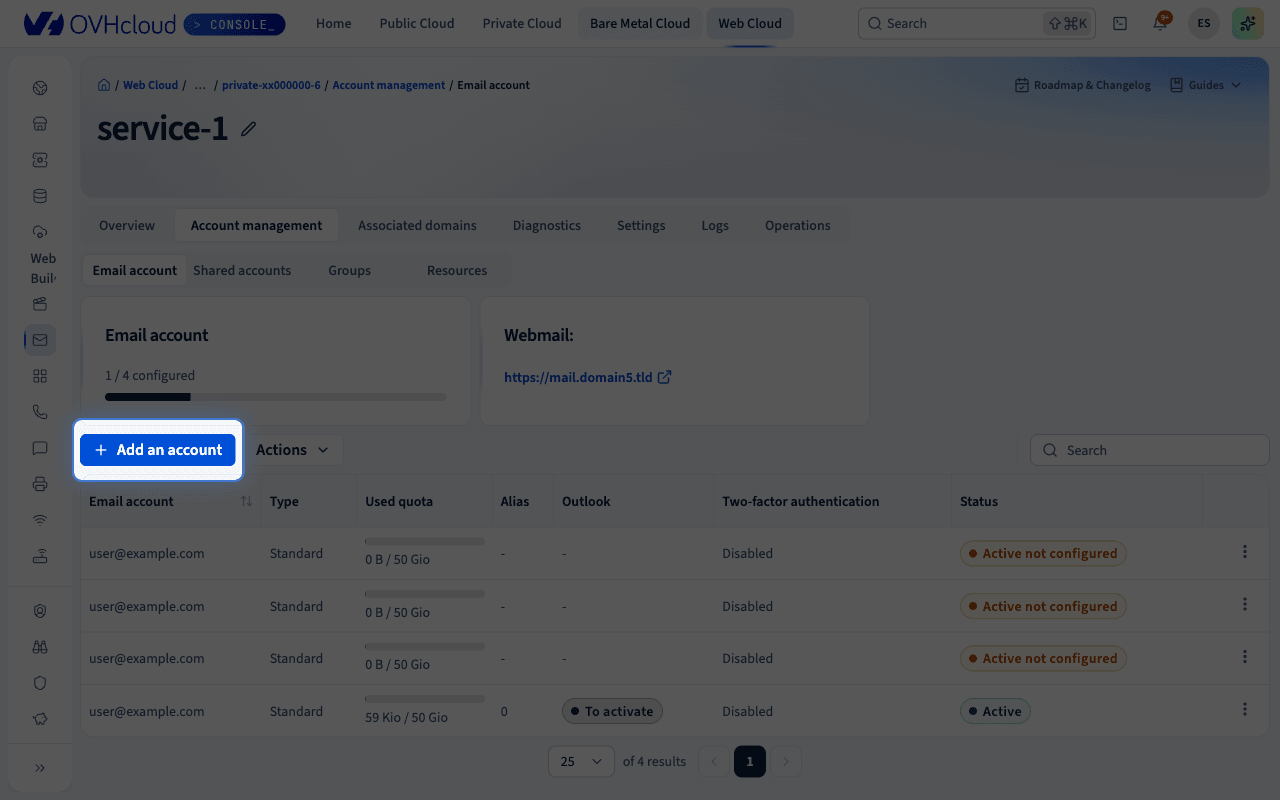 OVHcloud > CONSOLE_ Home Public Cloud Private Cloud Bare Metal Cloud Web Cloud Search ⇧⌘K 9+ ES
/ Web Cloud / ... / private-xx000000-6 / Account management / Email account Roadmap & Changelog Guides
service-1
Overview Account management Associated domains Diagnostics Settings Logs Operations
Web
Buil
Email account Shared accounts Groups Resources
Email account Webmail:
1 / 4 configured https://mail.domain5.tld
+ Add an account Actions Search
Email account Type Used quota Alias Outlook Two-factor authentication Status
user@example.com Standard 0 B / 50 Gio - - Disabled Active not configured
user@example.com Standard 0 B / 50 Gio - - Disabled Active not configured
user@example.com Standard 0 B / 50 Gio - - Disabled Active not configured
user@example.com Standard 59 Kio / 50 Gio 0 To activate Disabled Active
25 of 4 results 1